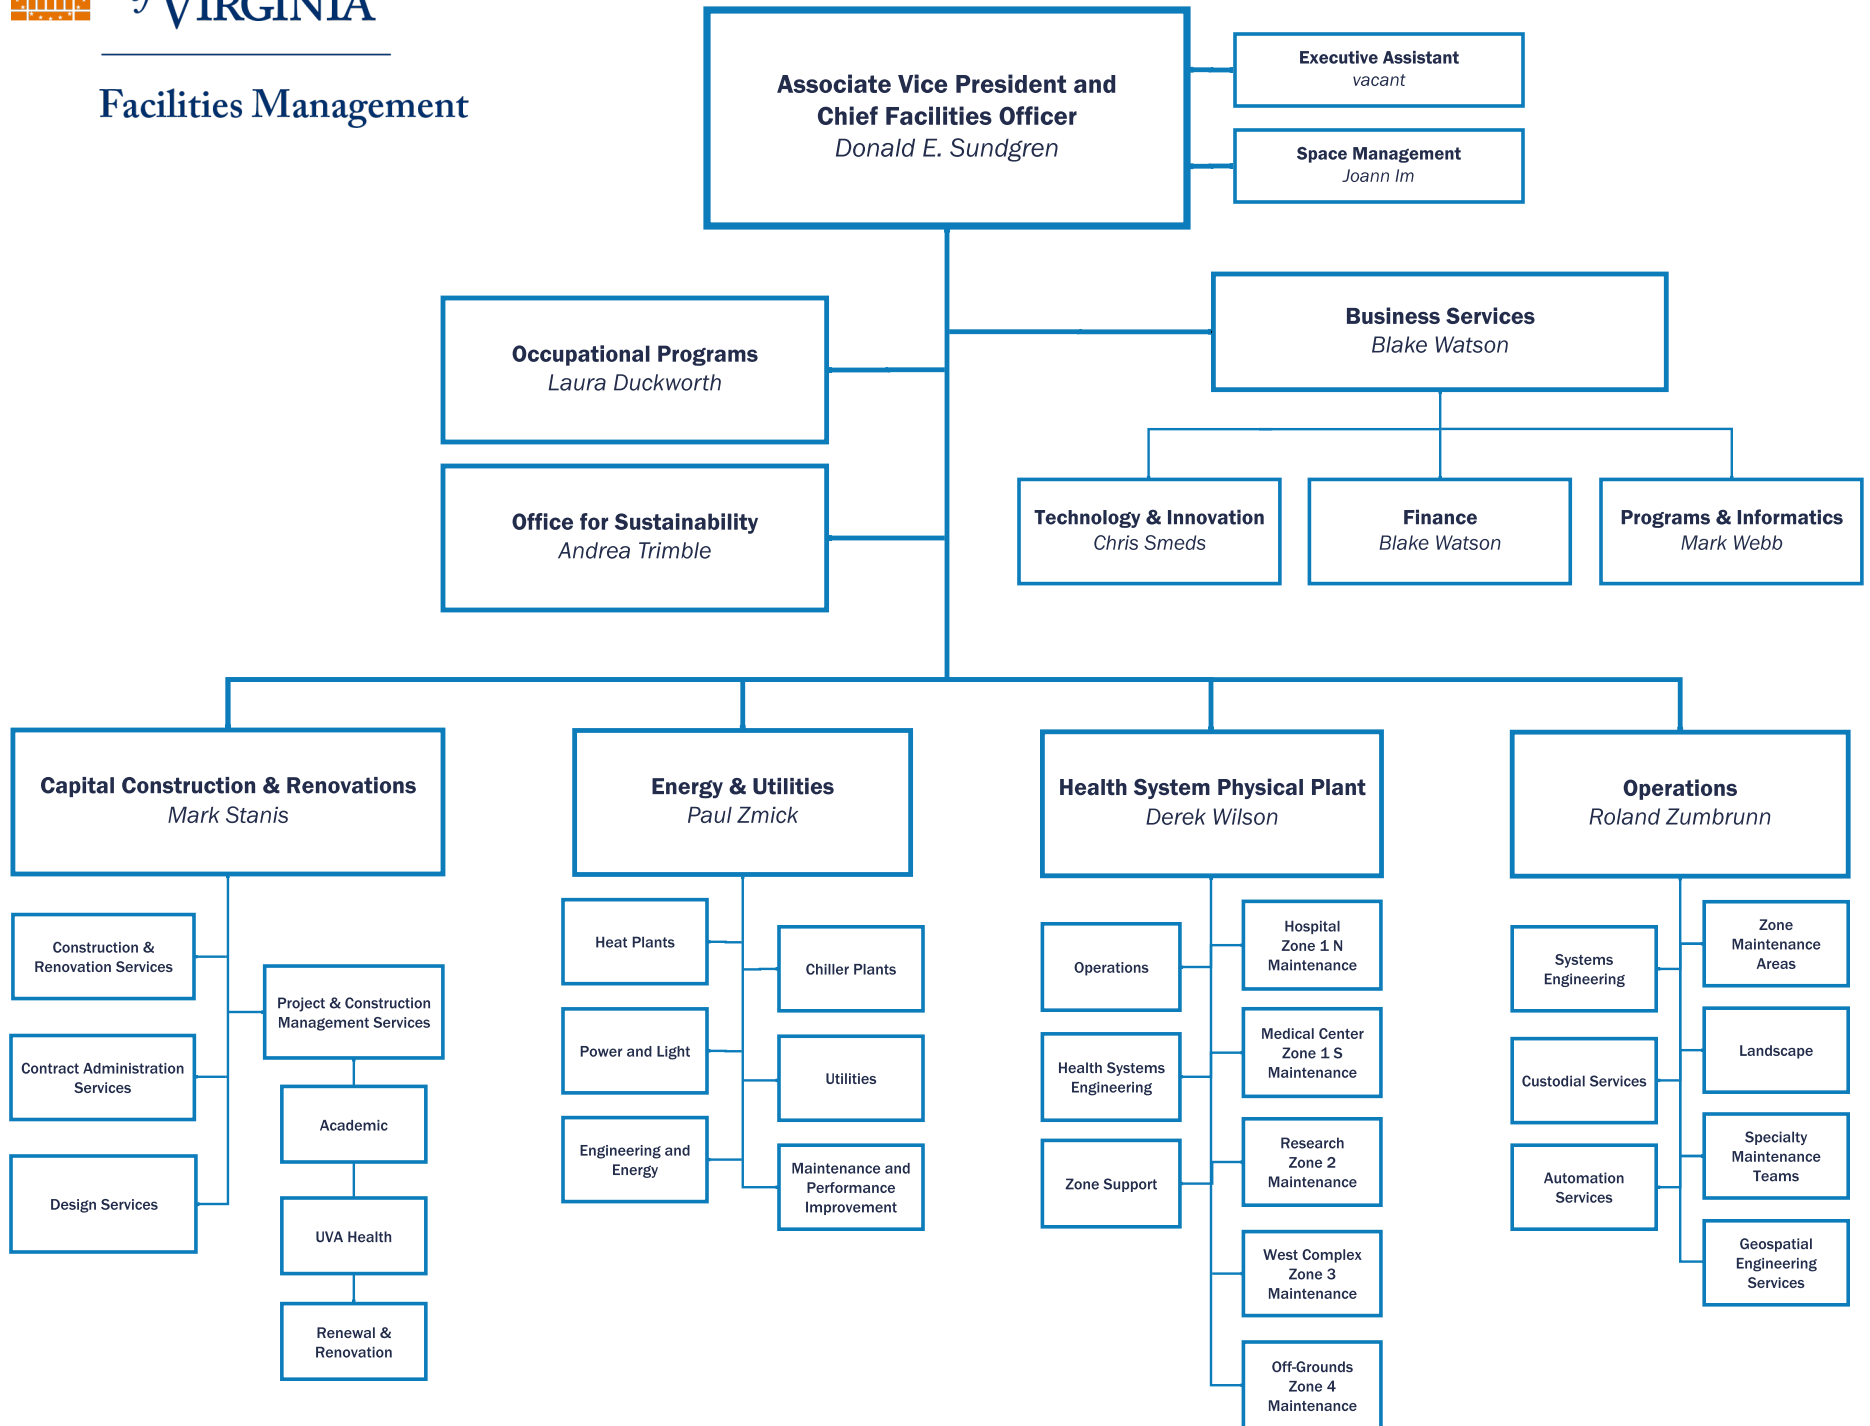 of VIRGINIA
Facilities Management
Associate Vice President and
Chief Facilities Officer
Donald E. Sundgren
Executive Assistant
vacant
Space Management
Joann Im
Occupational Programs
Laura Duckworth
Business Services
Blake Watson
Office for Sustainability
Andrea Trimble
Technology & Innovation
Chris Smeds
Finance
Blake Watson
Programs & Informatics
Mark Webb
Capital Construction & Renovations
Mark Stanis
Energy & Utilities
Paul Zmick
Health System Physical Plant
Derek Wilson
Operations
Roland Zumbrunn
Construction &
Renovation Services
Project & Construction
Management Services
Contract Administration
Services
Academic
Design Services
UVA Health
Renewal &
Renovation
Heat Plants
Chiller Plants
Power and Light
Utilities
Engineering and
Energy
Maintenance and
Performance
Improvement
Operations
Hospital
Zone 1 N
Maintenance
Health Systems
Engineering
Medical Center
Zone 1 S
Maintenance
Zone Support
Research
Zone 2
Maintenance
West Complex
Zone 3
Maintenance
Off-Grounds
Zone 4
Maintenance
Systems
Engineering
Zone
Maintenance
Areas
Custodial Services
Landscape
Automation
Services
Specialty
Maintenance
Teams
Geospatial
Engineering
Services